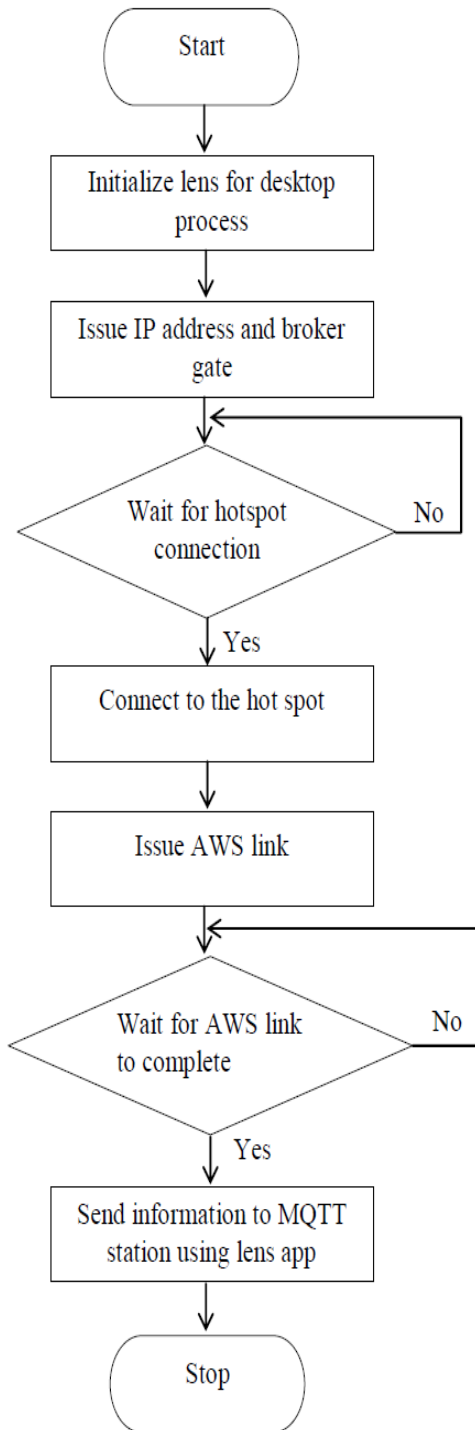 Start
Initialize lens for desktop
process
Issue IP address and broker
gate
Wait for hotspot
connection
No
Yes
Connect to the hot spot
Issue AWS link
Wait for AWS link
to complete
No
Yes
Send information to MQTT
station using lens app
Stop